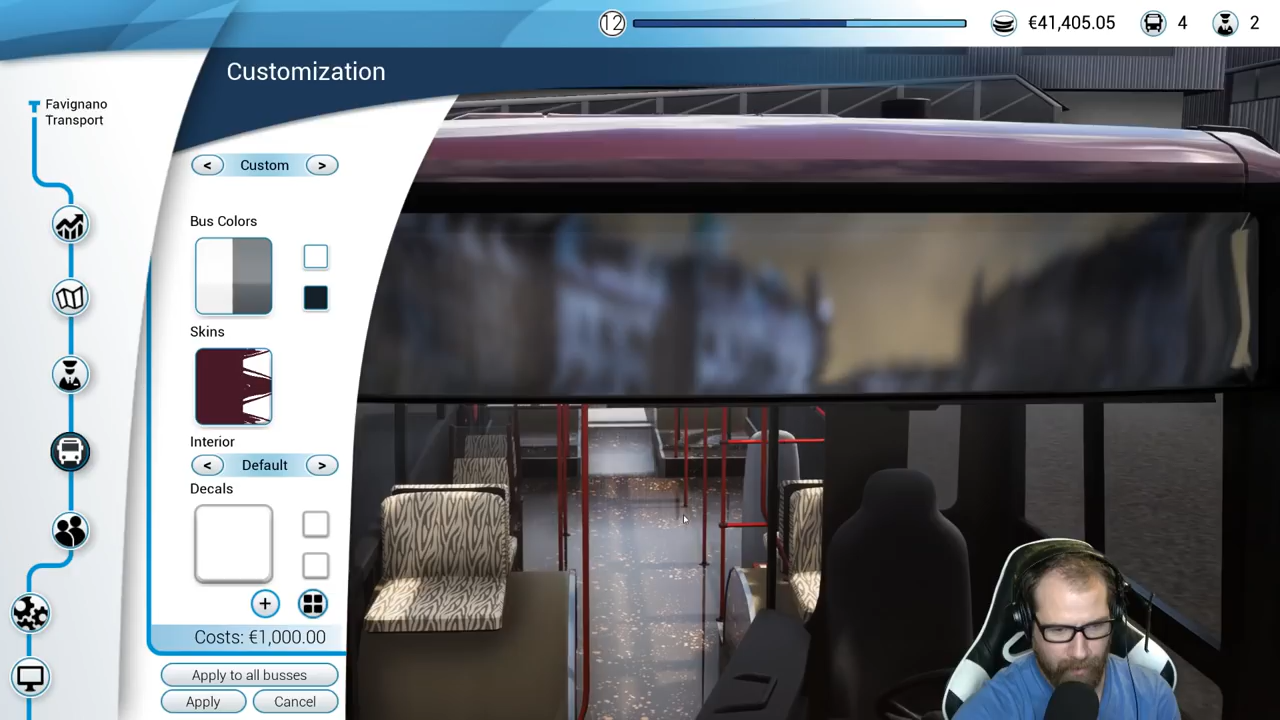 12
€41,405.05
4
2
Customization
Favignano
Transport
< Custom >
Bus Colors
Skins
Interior
< Default >
Decals
+
Costs: €1,000.00
Apply to all busses
Apply
Cancel